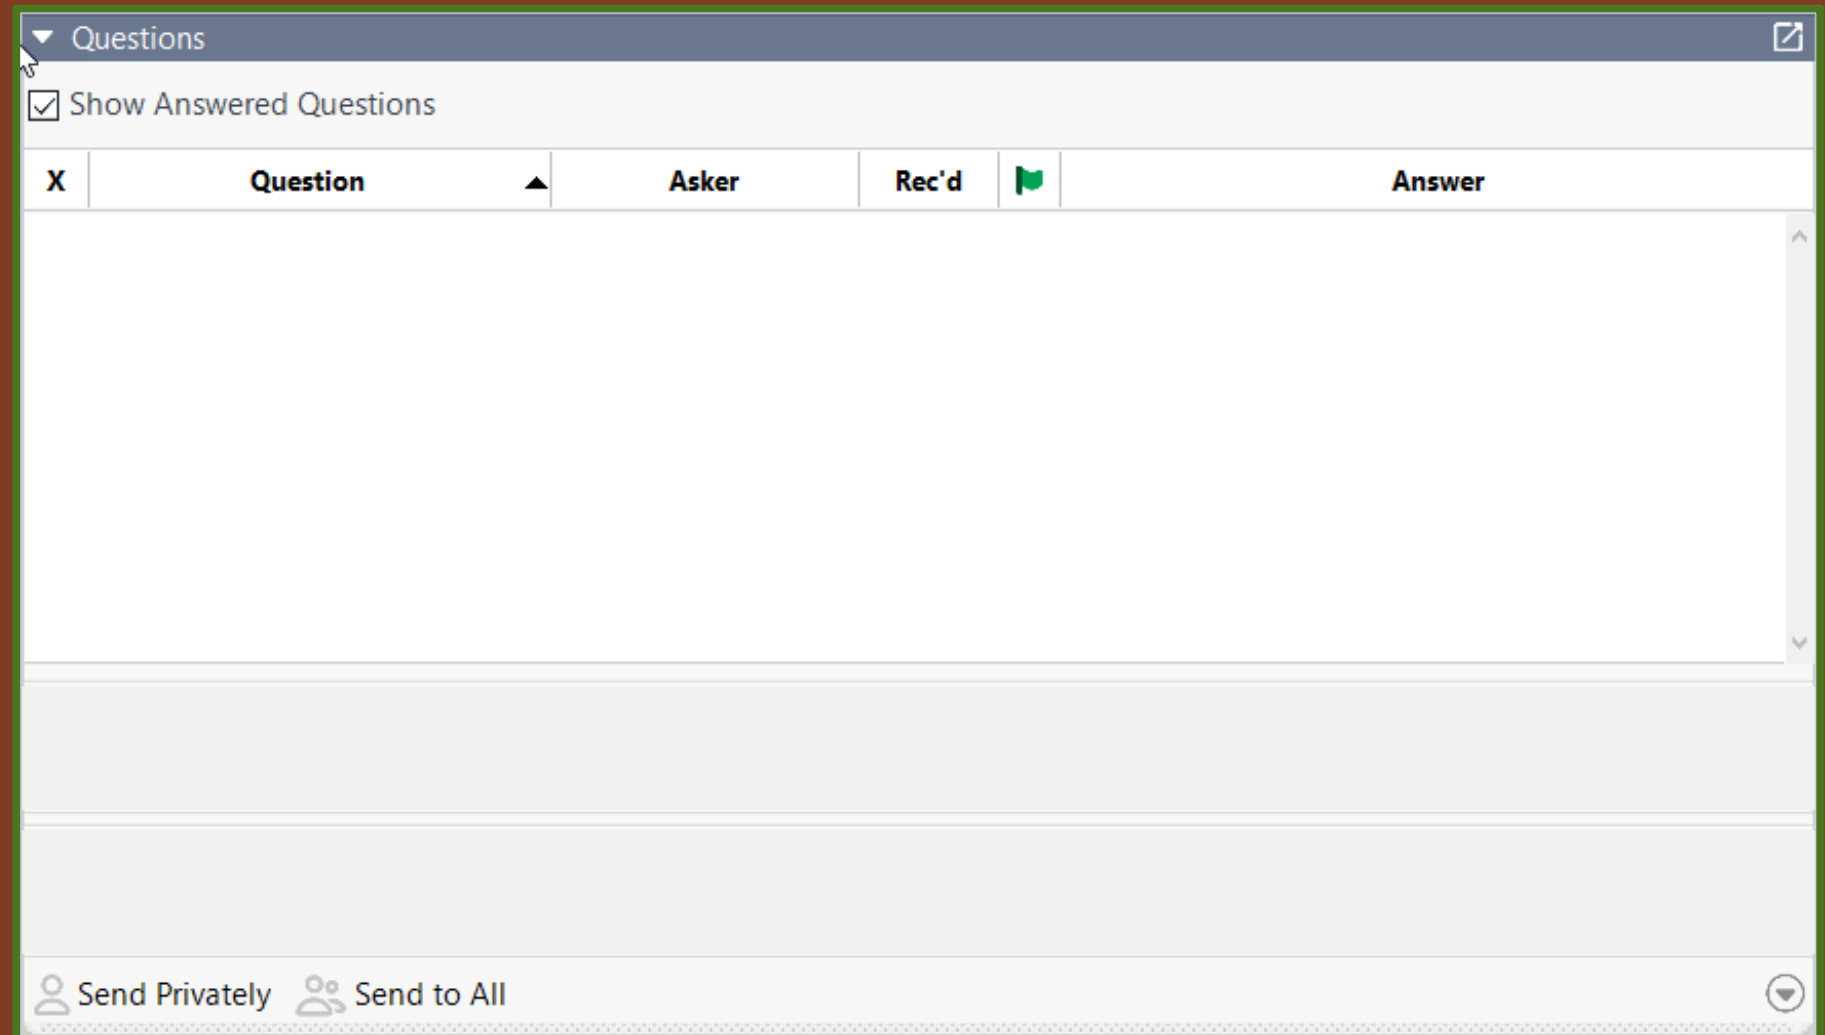 Questions
Show Answered Questions
X Question Asker Rec'd Answer
Send Privately Send to All